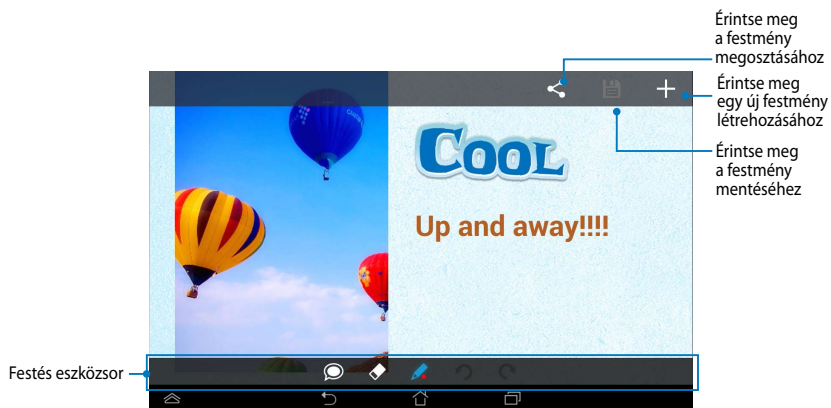 Érintse meg
a festmény
megosztásához
Érintse meg
egy új festmény
létrehozásához
Érintse meg
a festmény
mentéséhez
COOL
Up and away!!!!
Festés eszközsor